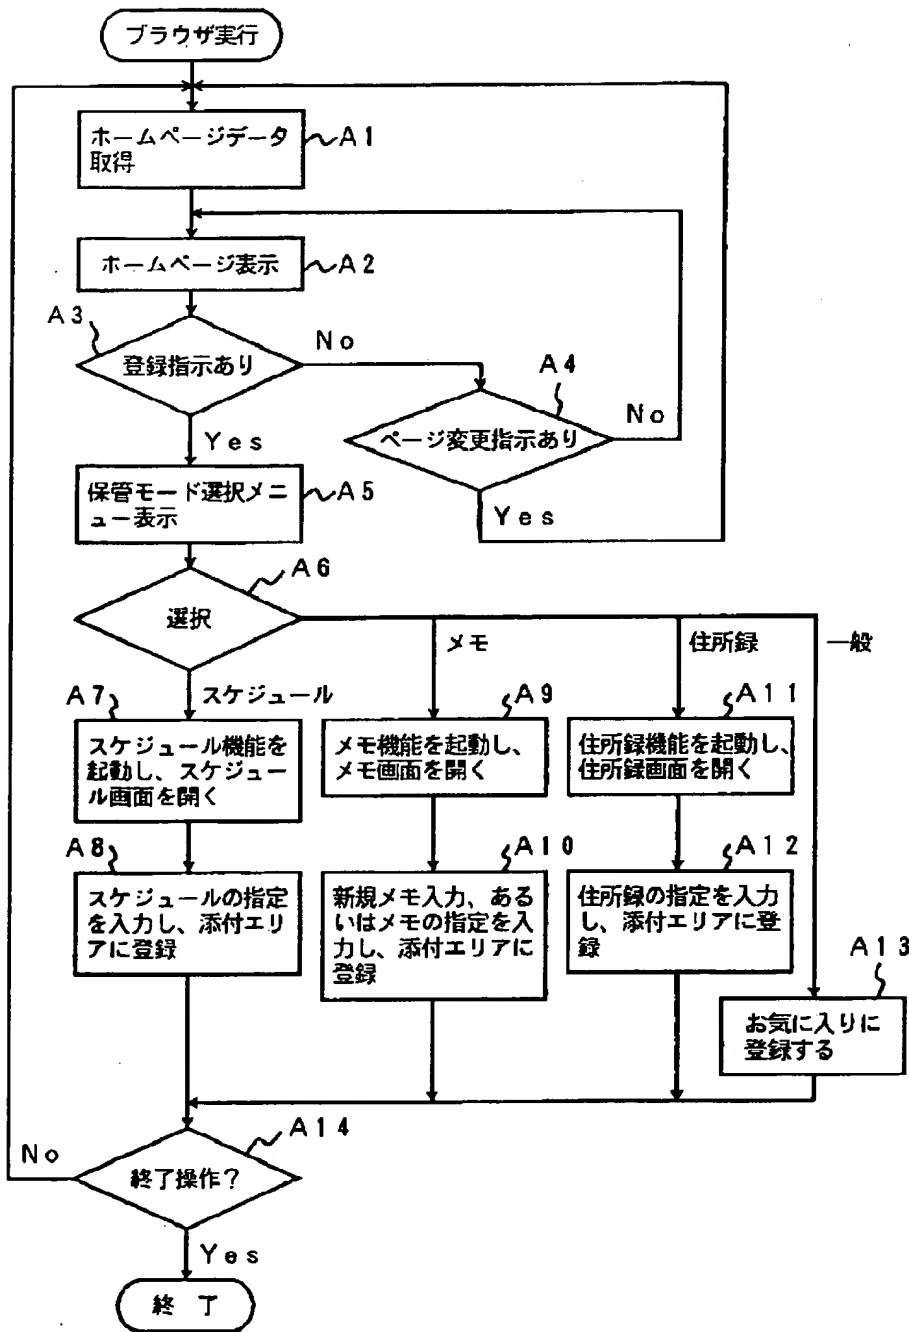 ブラウザ実行
ホームページデータ
取得
A1
ホームページ表示
A2
A3
登録指示あり
No
A4
ページ変更指示あり
No
Yes
Yes
保管モード選択メニ
ュー表示
A5
A6
選択
スケジュール
メモ
住所録
一般
A7
スケジュール機能を
起動し、スケジュー
ル画面を開く
A9
メモ機能を起動し、
メモ画面を開く
A11
住所録機能を起動し、
住所録画面を開く
A8
スケジュールの指定
を入力し、添付エリ
アに登録
A10
新規メモ入力、ある
いはメモの指定を入
力し、添付エリアに
登録
A12
住所録の指定を入力
し、添付エリアに登
録
A13
お気に入りに
登録する
A14
終了操作？
No
Yes
終 了